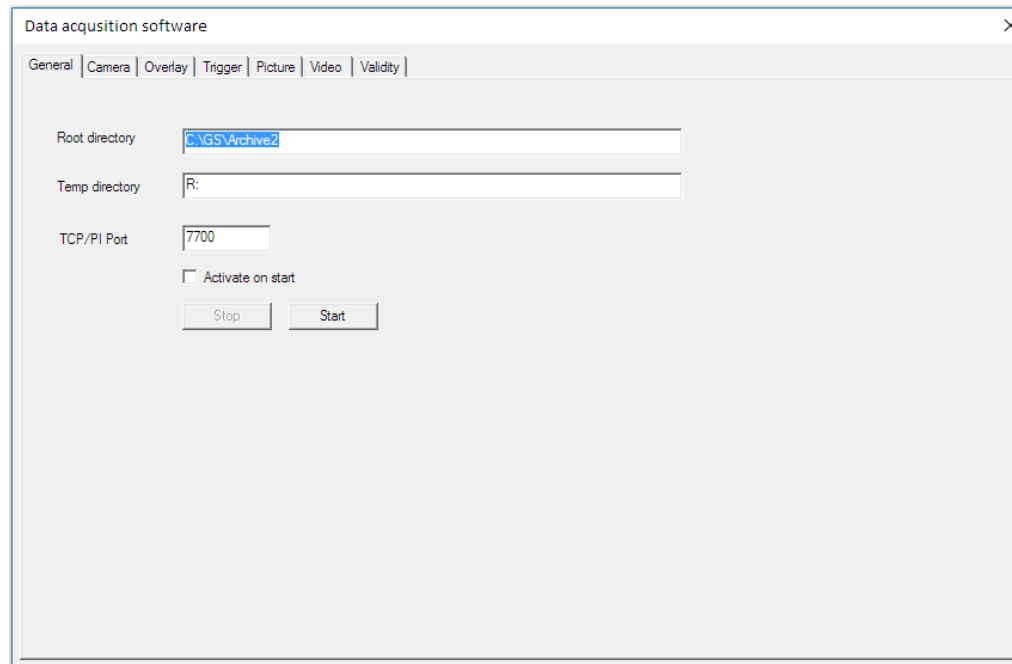 Data acqusition software
General Camera Overlay Trigger Picture Video Validity
Root directory C:\GS\Archive2
Temp directory R:
TCP/PI Port 7700
Activate on start
Stop Start